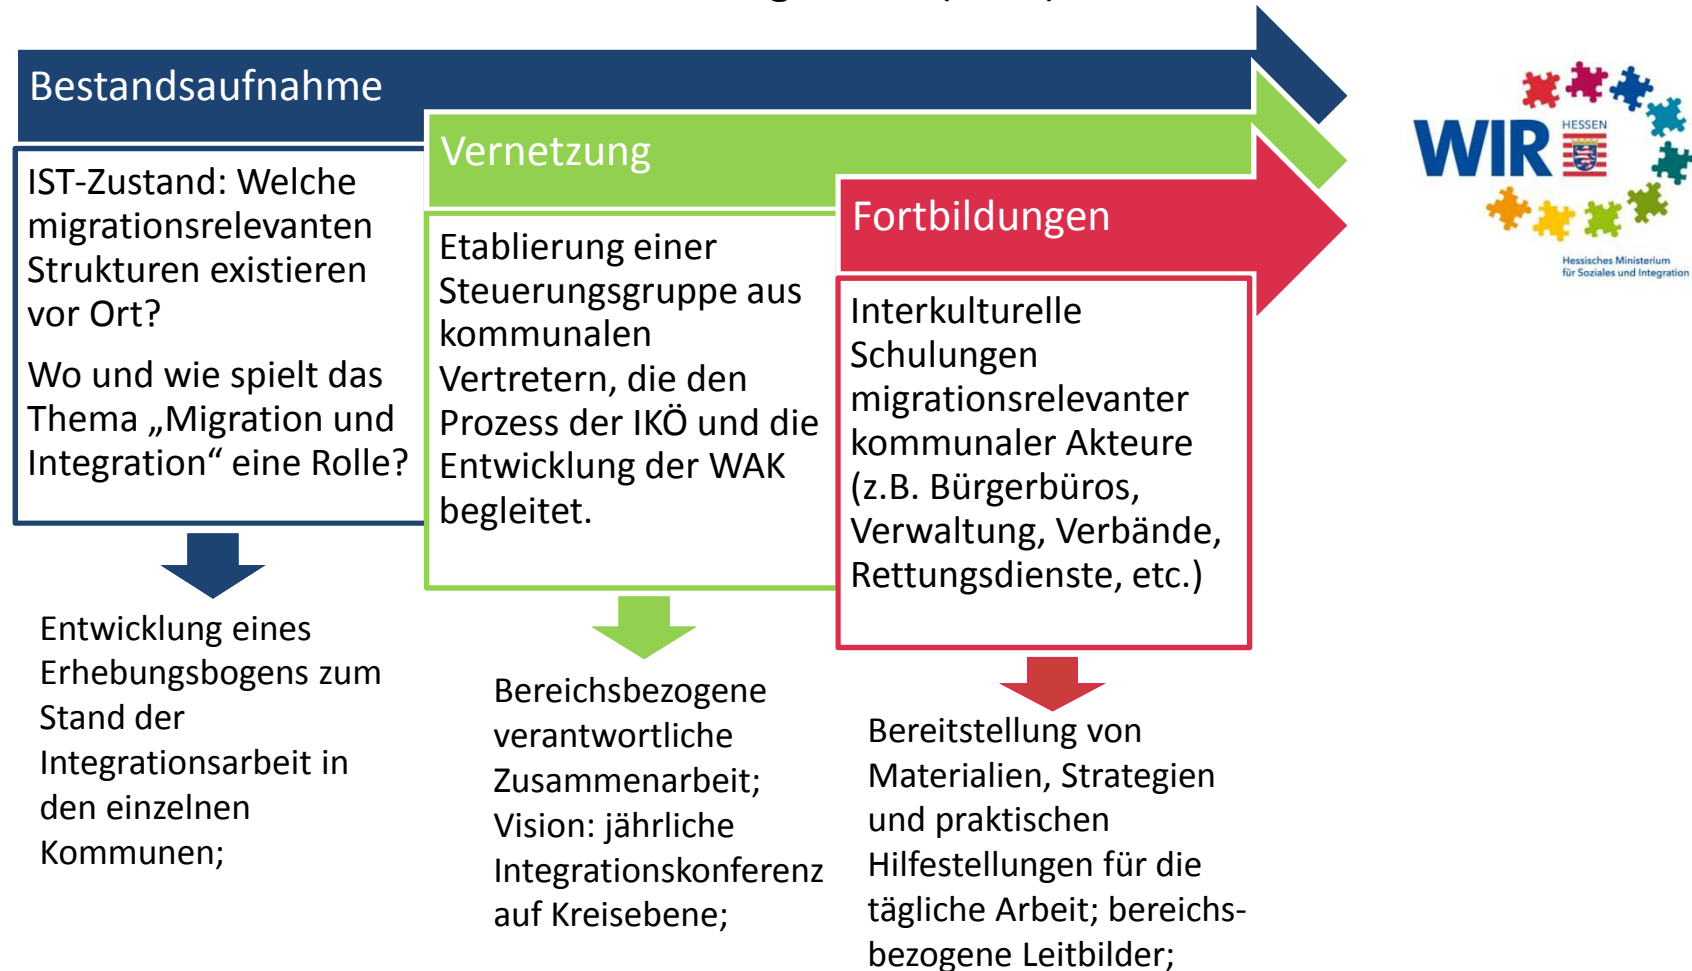 Bestandsaufnahme
IST-Zustand: Welche
migrationsrelevanten
Strukturen existieren
vor Ort?
Wo und wie spielt das
Thema „Migration und
Integration“ eine Rolle?
Entwicklung eines
Erhebungsbogens zum
Stand der
Integrationsarbeit in
den einzelnen
Kommunen;
Vernetzung
Etablierung einer
Steuerungsgruppe aus
kommunalen
Vertretern, die den
Prozess der IKÖ und die
Entwicklung der WAK
begleitet.
Bereichsbezogene
verantwortliche
Zusammenarbeit;
Vision: jährliche
Integrationskonferenz
auf Kreisebene;
Fortbildungen
Interkulturelle
Schulungen
migrationsrelevanter
kommunaler Akteure
(z.B. Bürgerbüros,
Verwaltung, Verbände,
Rettungsdienste, etc.)
Bereitstellung von
Materialien, Strategien
und praktischen
Hilfestellungen für die
tägliche Arbeit; bereichs-
bezogene Leitbilder;
WIR
HESSEN
Hessisches Ministerium
für Soziales und Integration